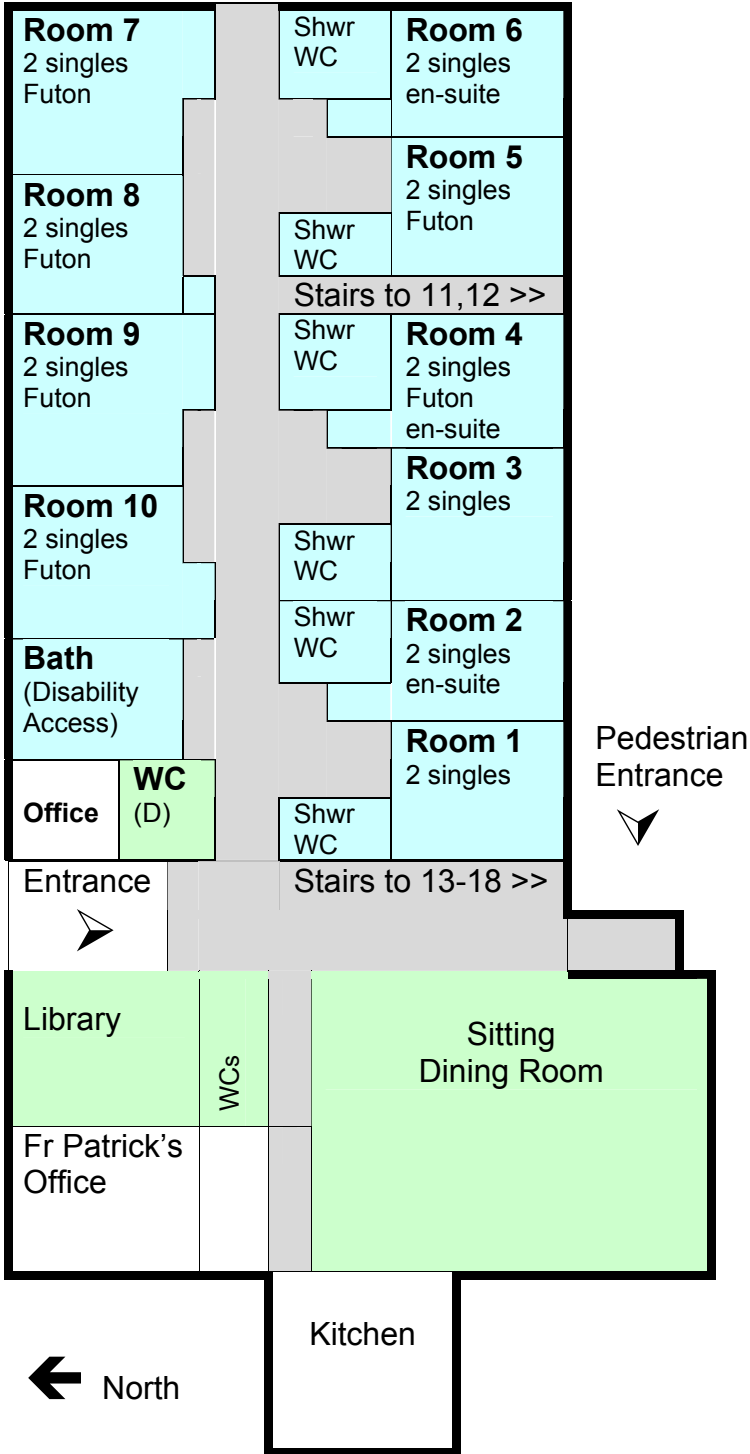 Room 7
2 singles
Futon
Shwr
WC
Room 6
2 singles
en-suite
Room 5
2 singles
Futon
Room 8
2 singles
Futon
Shwr
WC
Stairs to 11,12 >>
Room 9
2 singles
Futon
Shwr
WC
Room 4
2 singles
Futon
en-suite
Room 3
2 singles
Room 10
2 singles
Futon
Shwr
WC
Shwr
WC
Room 2
2 singles
en-suite
Bath
(Disability
Access)
Room 1
2 singles
Pedestrian
Entrance
Office
WC
(D)
Shwr
WC
Entrance
Stairs to 13-18 >>
Library
WCs
Sitting
Dining Room
Fr Patrick's
Office
Kitchen
North